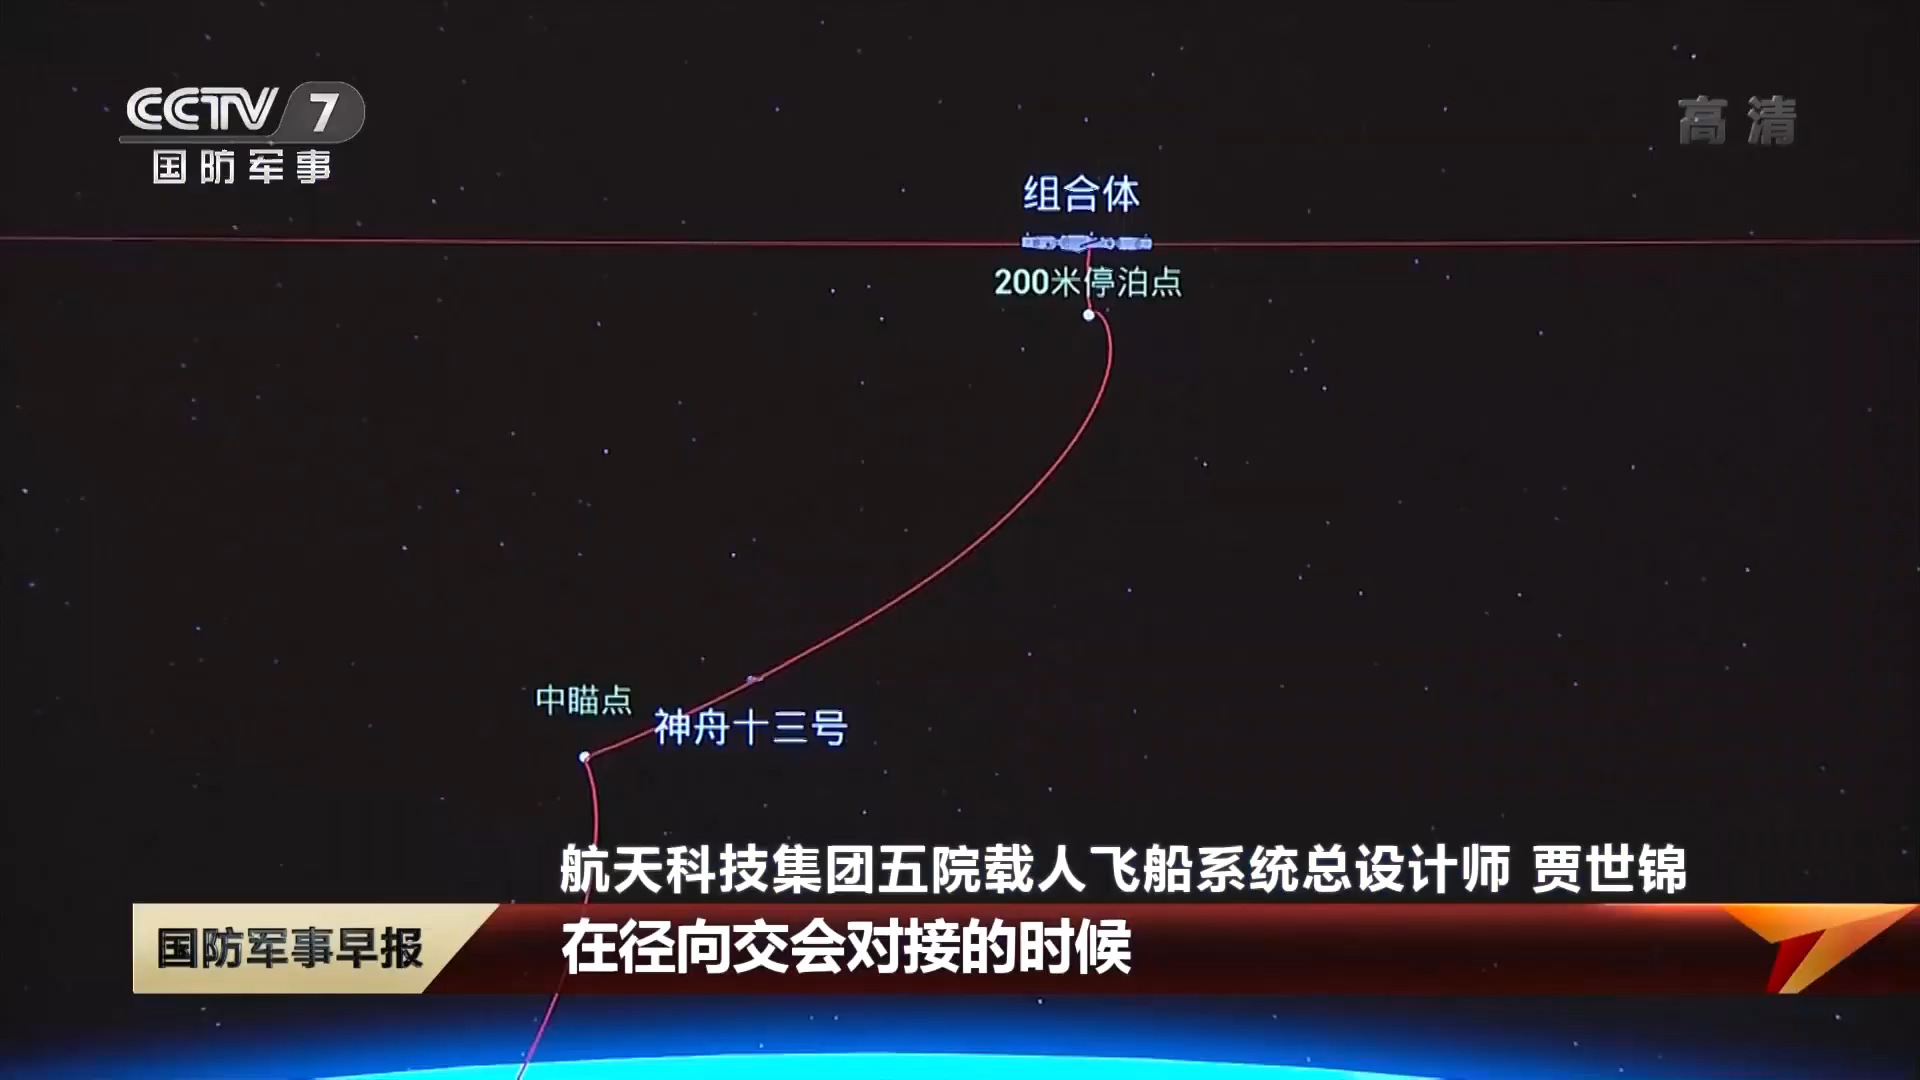 CCTV 7
国防军事
高清
组合体
200米停泊点
中瞄点
神舟十三号
航天科技集团五院载人飞船系统总设计师 贾世锦
国防军事早报
在径向交会对接的时候